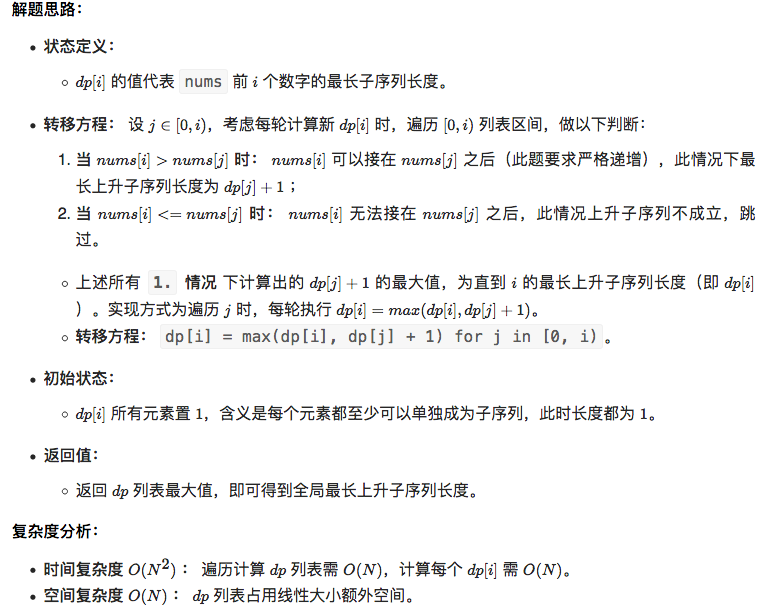 解题思路：
• 状态定义：
◦ dp[i] 的值代表 nums 前 i 个数字的最长子序列长度。
• 转移方程： 设 j ∈ [0, i)，考虑每轮计算新 dp[i] 时，遍历 [0, i) 列表区间，做以下判断：
1. 当 nums[i] > nums[j] 时： nums[i] 可以接在 nums[j] 之后（此题要求严格递增），此情况下最
长上升子序列长度为 dp[j] + 1 ；
2. 当 nums[i] <= nums[j] 时： nums[i] 无法接在 nums[j] 之后，此情况上升子序列不成立，跳
过。
◦ 上述所有 1. 情况 下计算出的 dp[j] + 1 的最大值，为直到 i 的最长上升子序列长度（即 dp[i]
）。实现方式为遍历 j 时，每轮执行 dp[i] = max(dp[i], dp[j] + 1)。
◦ 转移方程： dp[i] = max(dp[i], dp[j] + 1) for j in [0, i) 。
• 初始状态：
◦ dp[i] 所有元素置 1，含义是每个元素都至少可以单独成为子序列，此时长度都为 1。
• 返回值：
◦ 返回 dp 列表最大值，即可得到全局最长上升子序列长度。
复杂度分析：
• 时间复杂度 O(N²) ： 遍历计算 dp 列表需 O(N)，计算每个 dp[i] 需 O(N)。
• 空间复杂度 O(N) ： dp 列表占用线性大小额外空间。